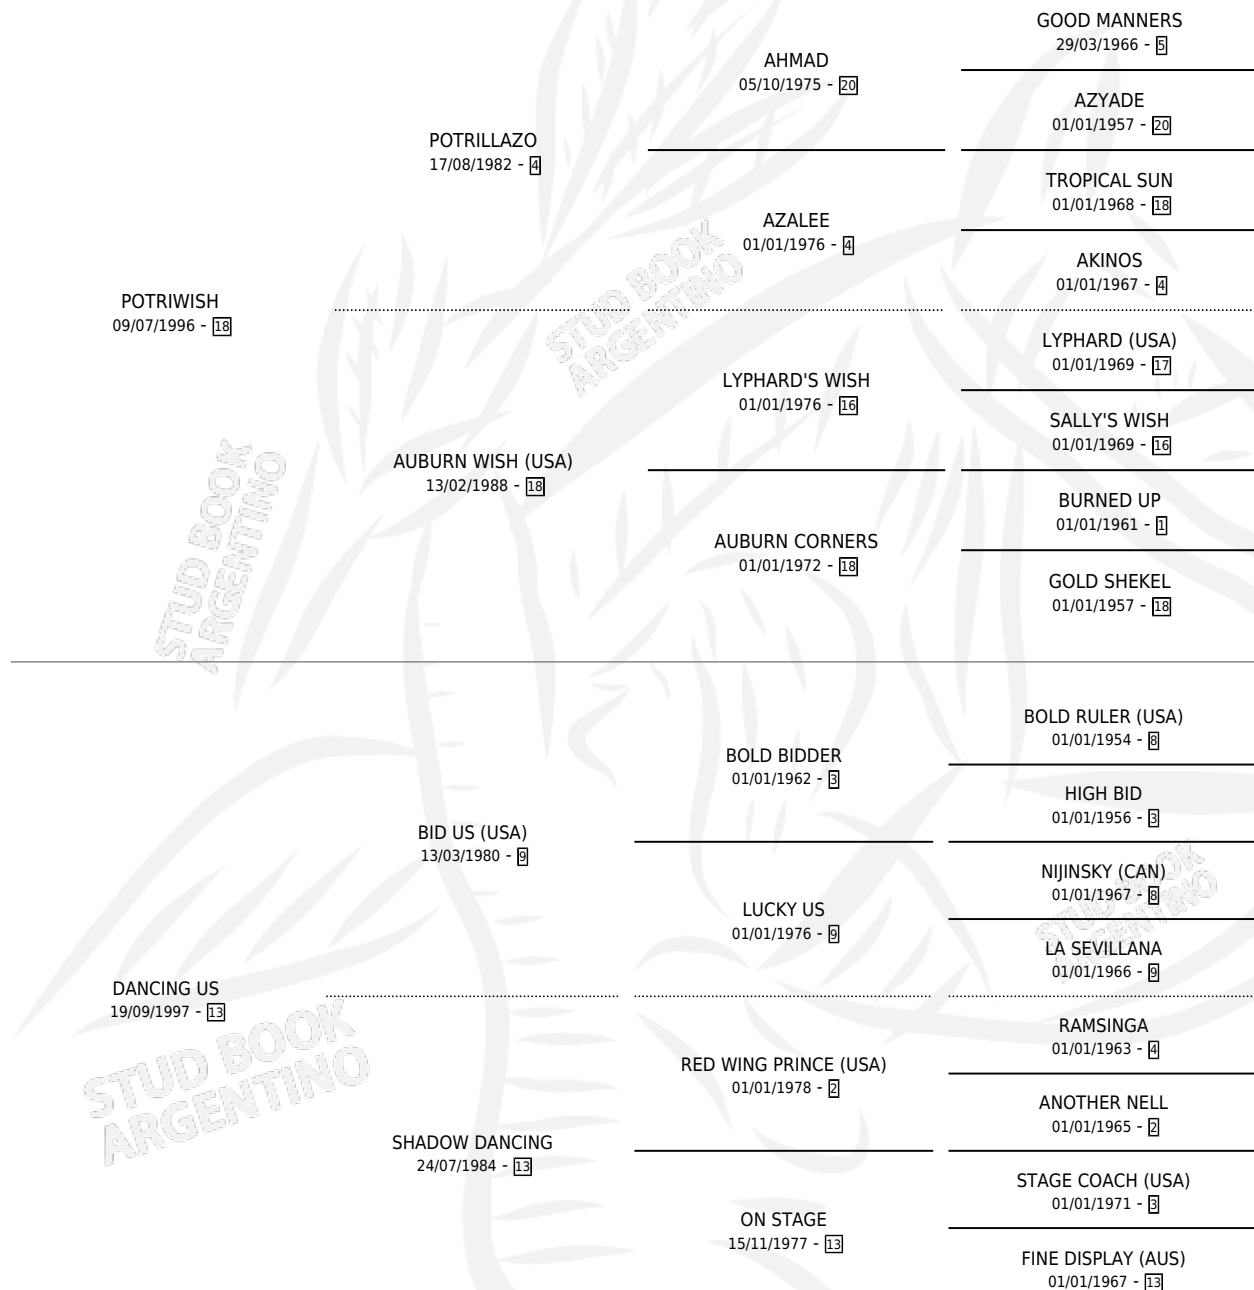 GOOD MANNERS
29/03/1966 - 5
AHMAD
05/10/1975 - 20
AZYADE
01/01/1957 - 20
POTRILLAZO
17/08/1982 - 4
TROPICAL SUN
01/01/1968 - 18
AZALEE
01/01/1976 - 4
AKINOS
01/01/1967 - 4
POTRIWISH
09/07/1996 - 18
STUD BOOK
ARGENTINO
LYPHARD (USA)
01/01/1969 - 17
LYPHARD'S WISH
01/01/1976 - 16
SALLY'S WISH
01/01/1969 - 16
AUBURN WISH (USA)
13/02/1988 - 18
BURNED UP
01/01/1961 - 1
AUBURN CORNERS
01/01/1972 - 18
GOLD SHEKEL
01/01/1957 - 18
STUD BOOK
ARGENTINO
BOLD RULER (USA)
01/01/1954 - 8
BOLD BIDDER
01/01/1962 - 3
HIGH BID
01/01/1956 - 3
BID US (USA)
13/03/1980 - 9
NIJINSKY (CAN)
01/01/1967 - 8
STUD BOOK
ARGENTINO
LUCKY US
01/01/1976 - 9
LA SEVILLANA
01/01/1966 - 9
DANCING US
19/09/1997 - 13
STUD BOOK
ARGENTINO
RAMSINGA
01/01/1963 - 4
RED WING PRINCE (USA)
01/01/1978 - 2
ANOTHER NELL
01/01/1965 - 2
SHADOW DANCING
24/07/1984 - 13
STAGE COACH (USA)
01/01/1971 - 3
ON STAGE
15/11/1977 - 13
FINE DISPLAY (AUS)
01/01/1967 - 13